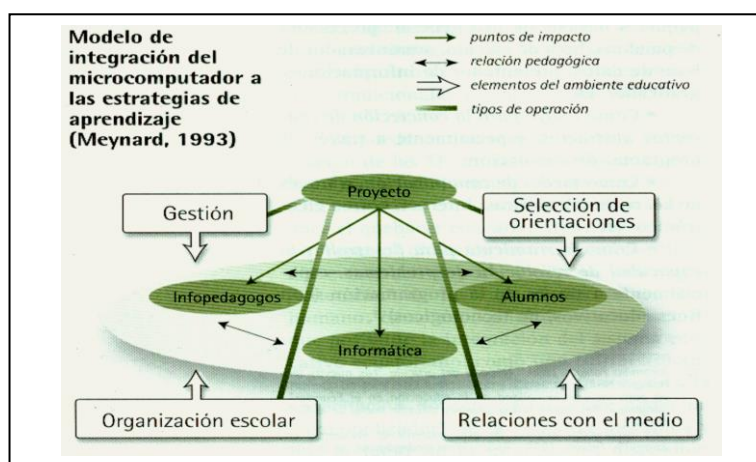 Modelo de
integración del
microcomputador a
las estrategias de
aprendizaje
(Meynard, 1993)
puntos de impacto
relación pedagógica
elementos del ambiente educativo
tipos de operación
Proyecto
Gestión
Selección de
orientaciones
Infopedagogos
Alumnos
Informática
Organización escolar
Relaciones con el medio